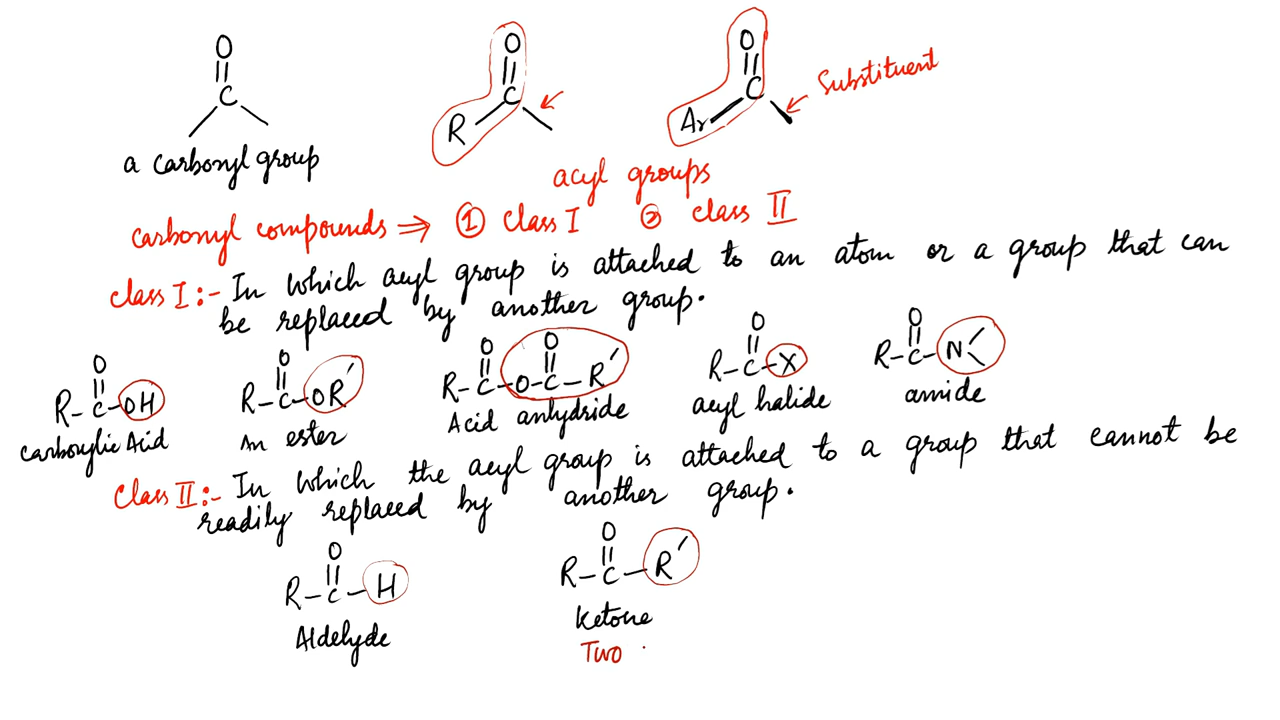 O
||
C
a carbonyl group
O
||
R C
O
||
Ar C
Substituent
acyl groups
carbonyl compounds ⇒ ① Class I ② Class II
Class I :- In which acyl group is attached to an atom or a group that can
be replaced by another group.
O
||
R-C-OH
carboxylic Acid
O
||
R-C-OR′
An ester
O O
|| ||
R-C-O-C-R′
Acid anhydride
O
||
R-C-X
acyl halide
O
||
R-C-N<
amide
Class II :- In which the acyl group is attached to a group that cannot be
readily replaced by another group.
O
||
R-C-H
Aldehyde
O
||
R-C-R′
Ketone
Two